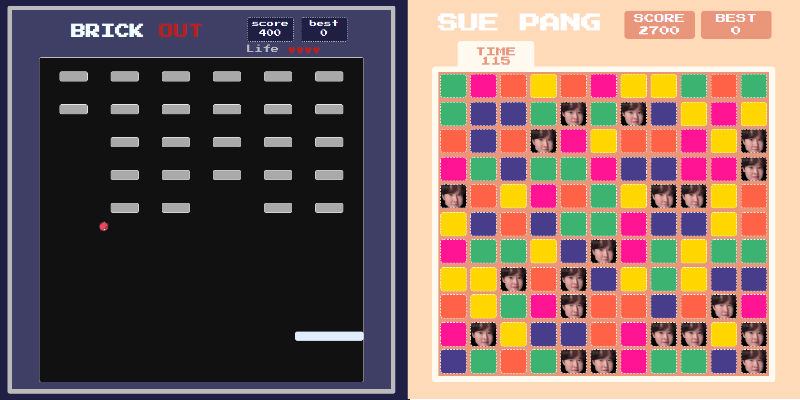 BRICK OUT
score
400
best
0
Life
SUE PANG
SCORE
2700
BEST
0
TIME
115